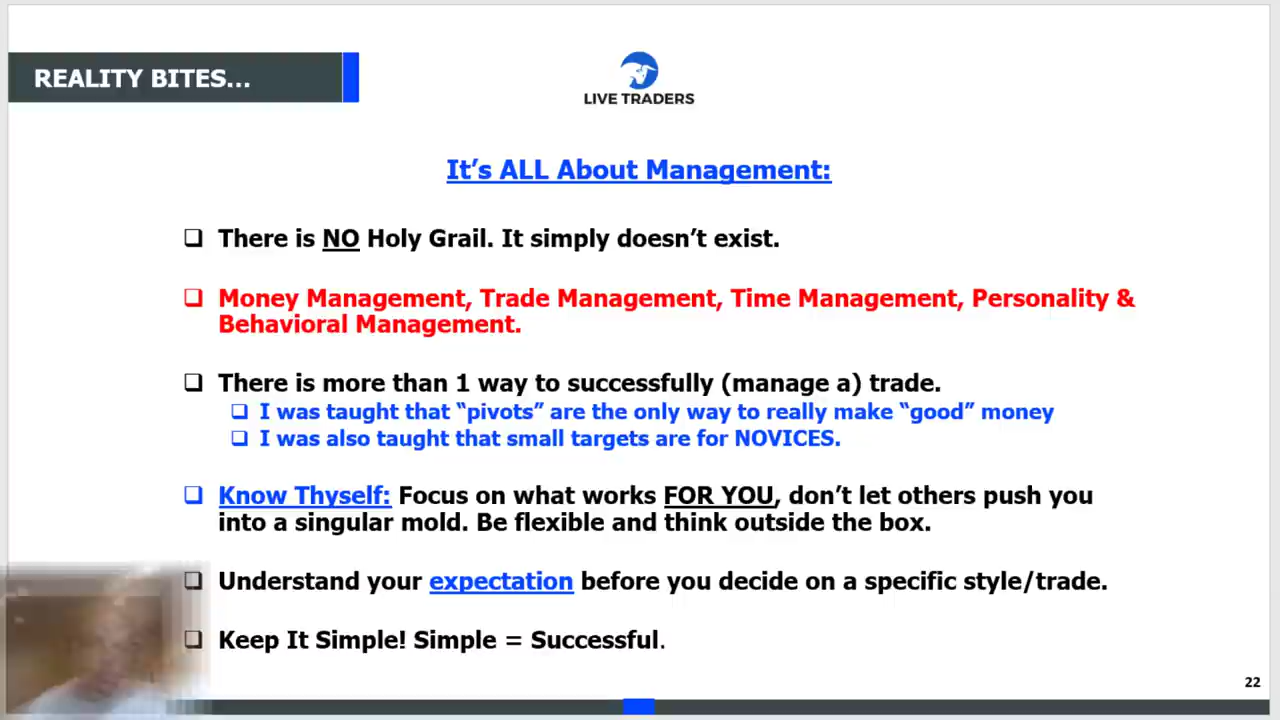 REALITY BITES...
LIVE TRADERS
It's ALL About Management:
There is NO Holy Grail. It simply doesn't exist.
Money Management, Trade Management, Time Management, Personality &
Behavioral Management.
There is more than 1 way to successfully (manage a) trade.
I was taught that “pivots” are the only way to really make “good” money
I was also taught that small targets are for NOVICES.
Know Thyself: Focus on what works FOR YOU, don't let others push you
into a singular mold. Be flexible and think outside the box.
Understand your expectation before you decide on a specific style/trade.
Keep It Simple! Simple = Successful.
22